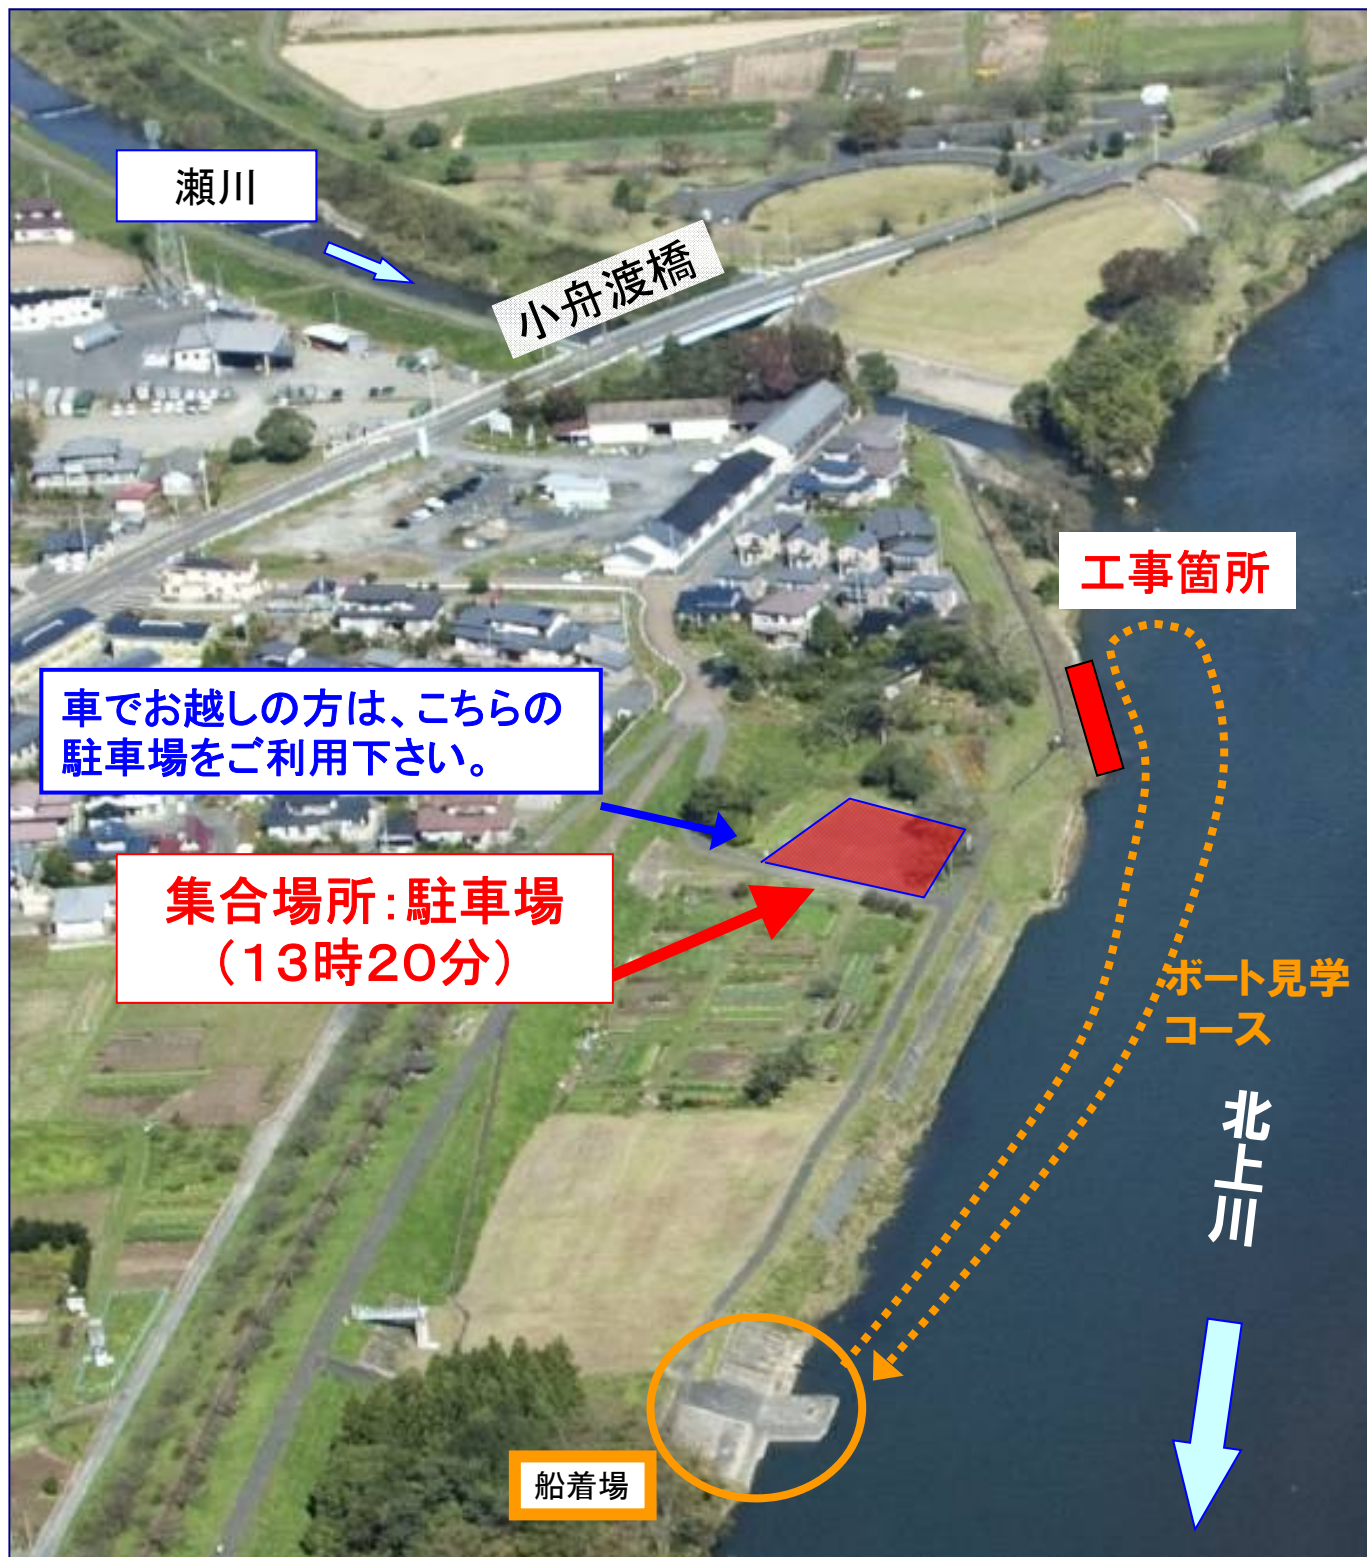 瀬川
小舟渡橋
工事箇所
車でお越しの方は、こちらの
駐車場をご利用下さい。
集合場所：駐車場
（１３時２０分）
ボート見学
コース
北上川
船着場